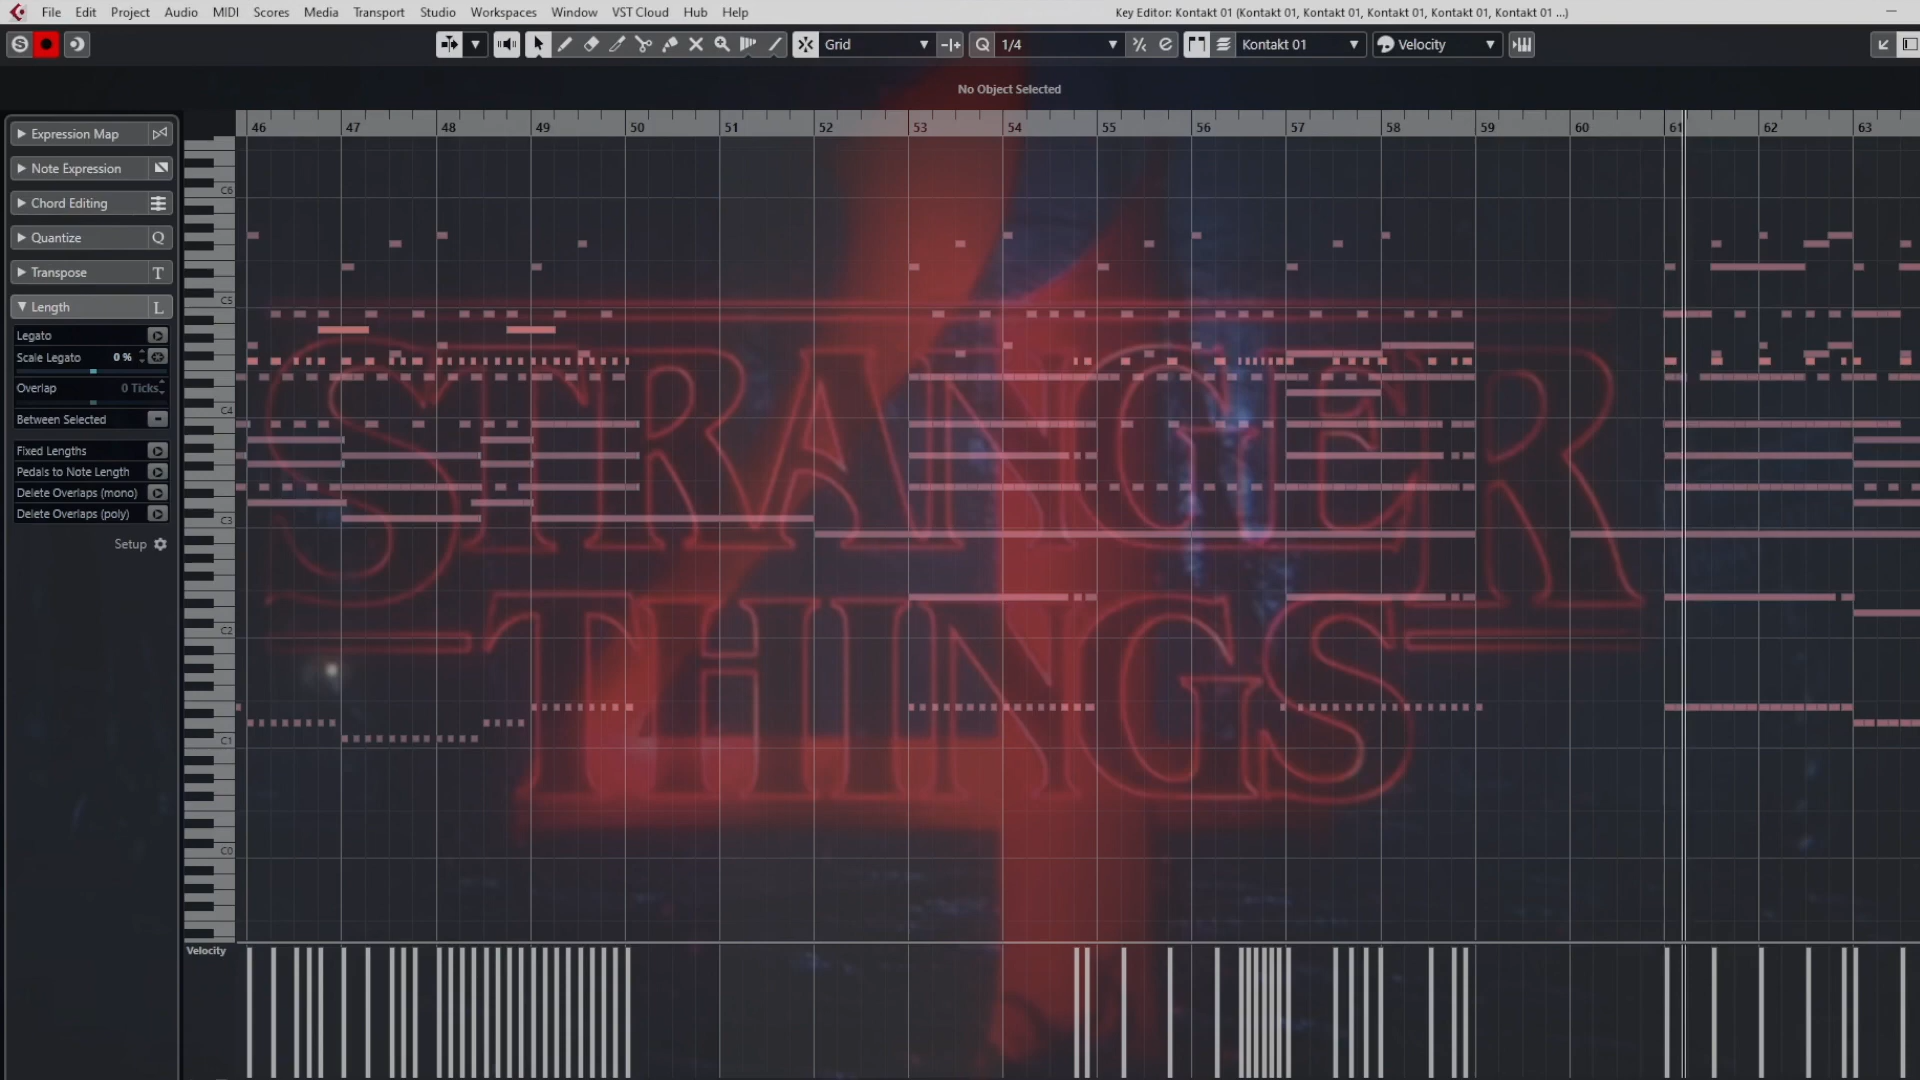 File Edit Project Audio MIDI Scores Media Transport Studio Workspaces Window VST Cloud Hub Help
Key Editor: Kontakt 01 (Kontakt 01, Kontakt 01, Kontakt 01, Kontakt 01, Kontakt 01 ...)
S Grid Q 1/4 Kontakt 01 Velocity
No Object Selected
46 47 48 49 50 51 52 53 54 55 56 57 58 59 60 61 62 63
Expression Map
Note Expression
Chord Editing
Quantize Q
Transpose T
Length L
Legato
Scale Legato 0 %
Overlap 0 Ticks
Between Selected
Fixed Lengths
Pedals to Note Length
Delete Overlaps (mono)
Delete Overlaps (poly)
Setup
C6
C5
C4
C3
C2
C1
C0
STRANGER
THINGS
4
Velocity